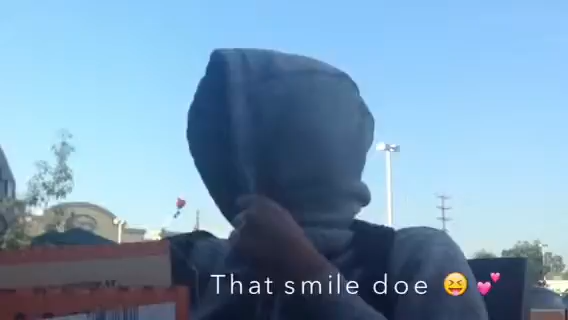 That smile doe 😝 💕